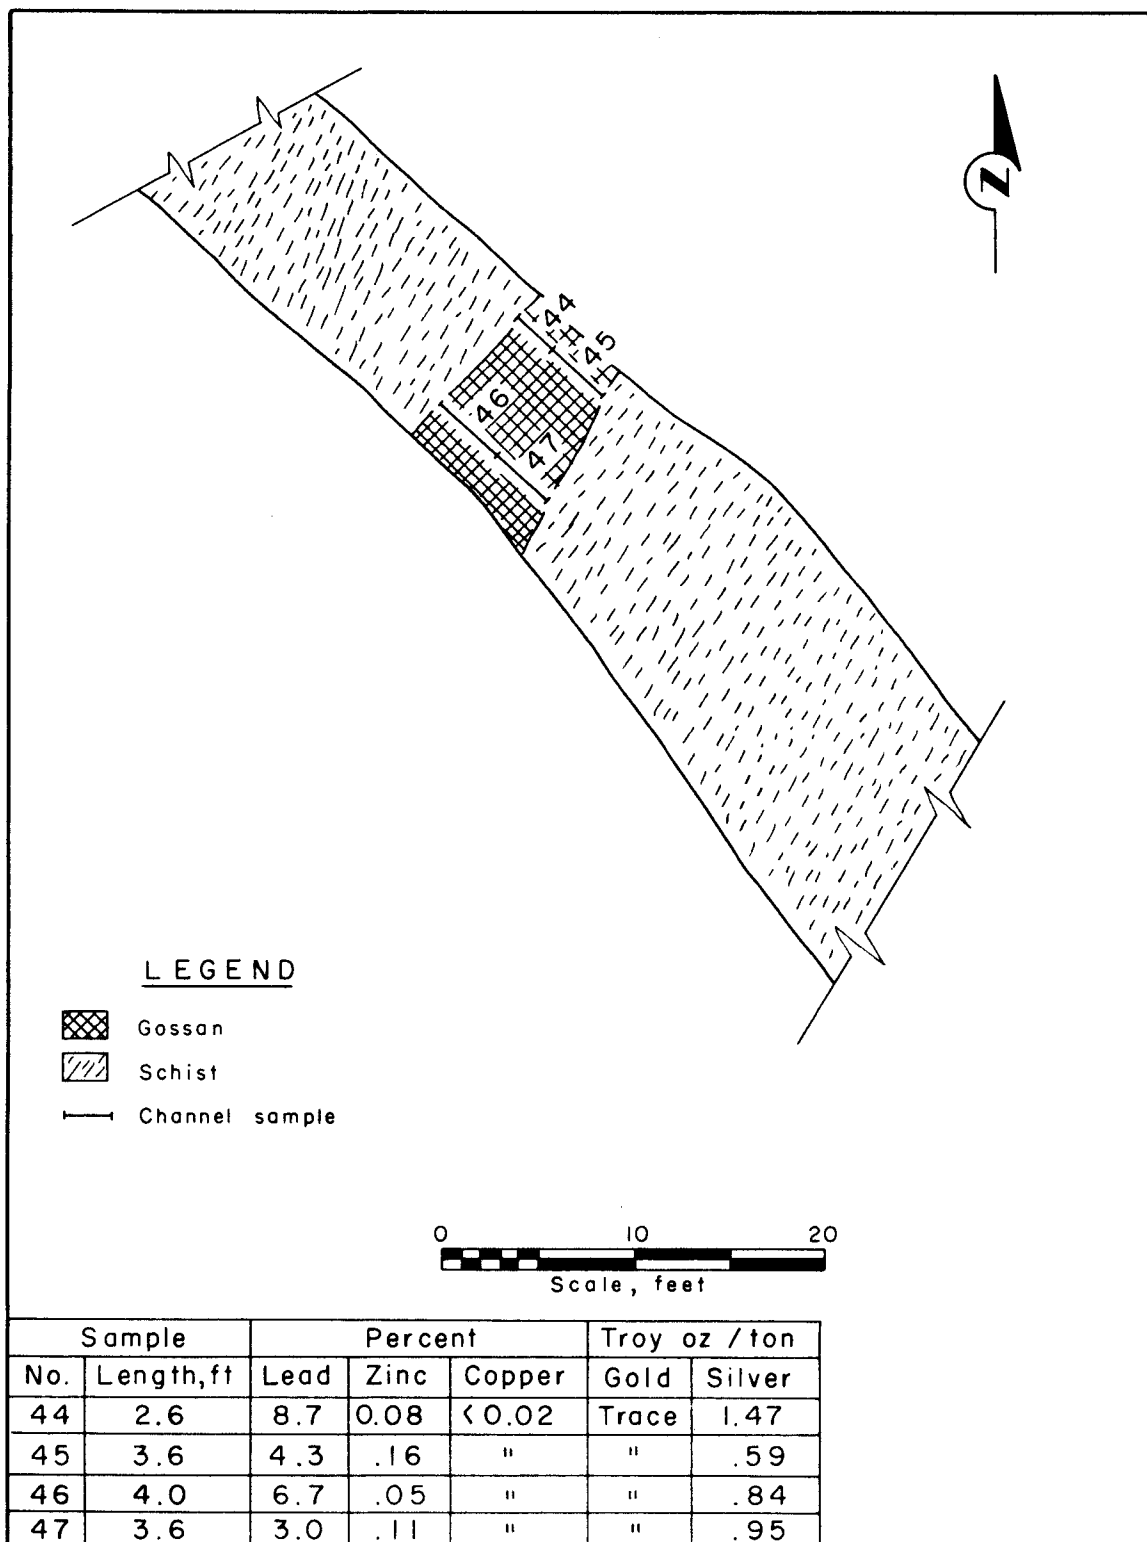 N
44
45
46
47
LEGEND
Gossan
Schist
Channel sample
0 10 20
Scale, feet
Sample Percent Troy oz / ton
No. Length, ft Lead Zinc Copper Gold Silver
44 2.6 8.7 0.08 < 0.02 Trace 1.47
45 3.6 4.3 .16 " " .59
46 4.0 6.7 .05 " " .84
47 3.6 3.0 .11 " " .95